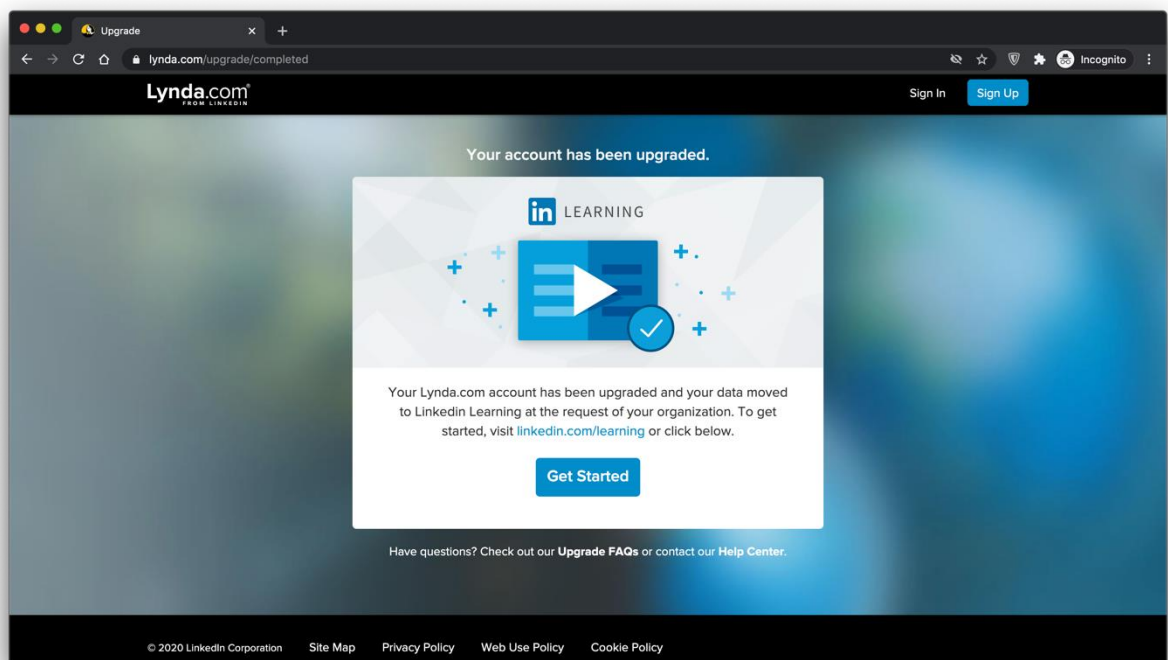 Upgrade
lynda.com/upgrade/completed
Incognito
Lynda.com®
FROM LINKEDIN
Sign In
Sign Up
Your account has been upgraded.
in LEARNING
Your Lynda.com account has been upgraded and your data moved
to Linkedin Learning at the request of your organization. To get
started, visit linkedin.com/learning or click below.
Get Started
Have questions? Check out our Upgrade FAQs or contact our Help Center.
© 2020 LinkedIn Corporation Site Map Privacy Policy Web Use Policy Cookie Policy